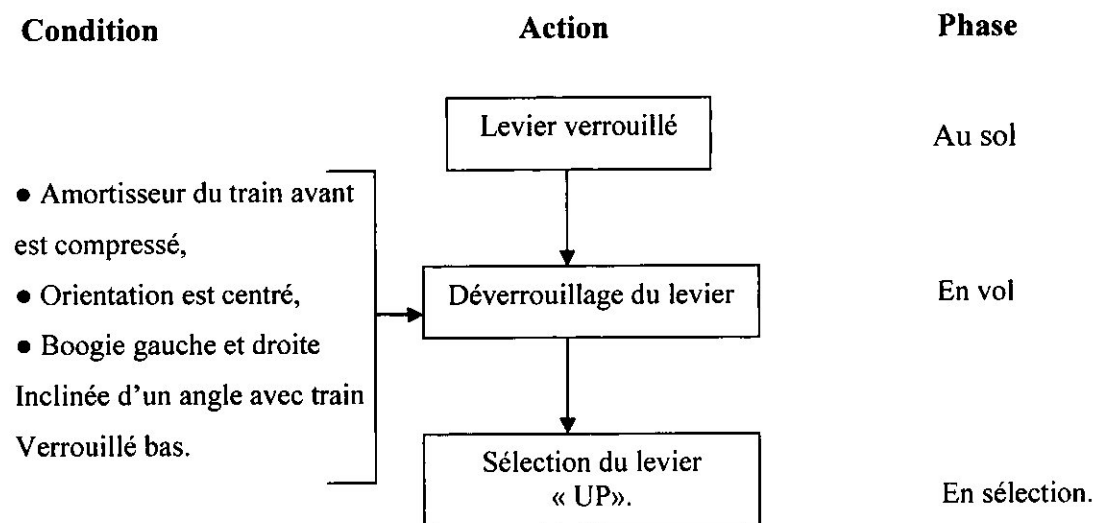 Condition
Action
Phase
Levier verrouillé
Au sol
● Amortisseur du train avant
est compressé,
● Orientation est centré,
● Boogie gauche et droite
Inclinée d'un angle avec train
Verrouillé bas.
Déverrouillage du levier
En vol
Sélection du levier
« UP».
En sélection.